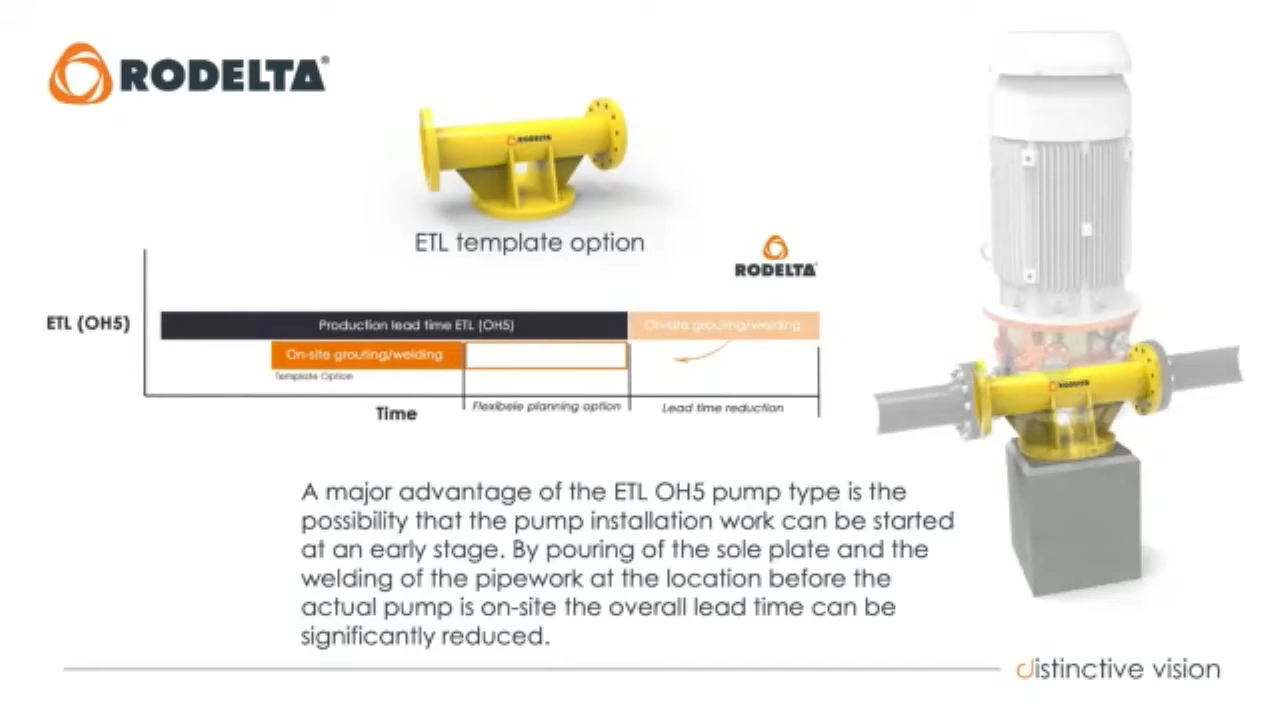 RODELTA®
RODELTA
ETL template option
RODELTA
ETL (OH5)
Production lead time ETL (OH5)
On-site grouting/welding
On-site grouting/welding
Template Option
Time
Flexibele planning option
Lead time reduction
RODELTA
A major advantage of the ETL OH5 pump type is the
possibility that the pump installation work can be started
at an early stage. By pouring of the sole plate and the
welding of the pipework at the location before the
actual pump is on-site the overall lead time can be
significantly reduced.
distinctive vision